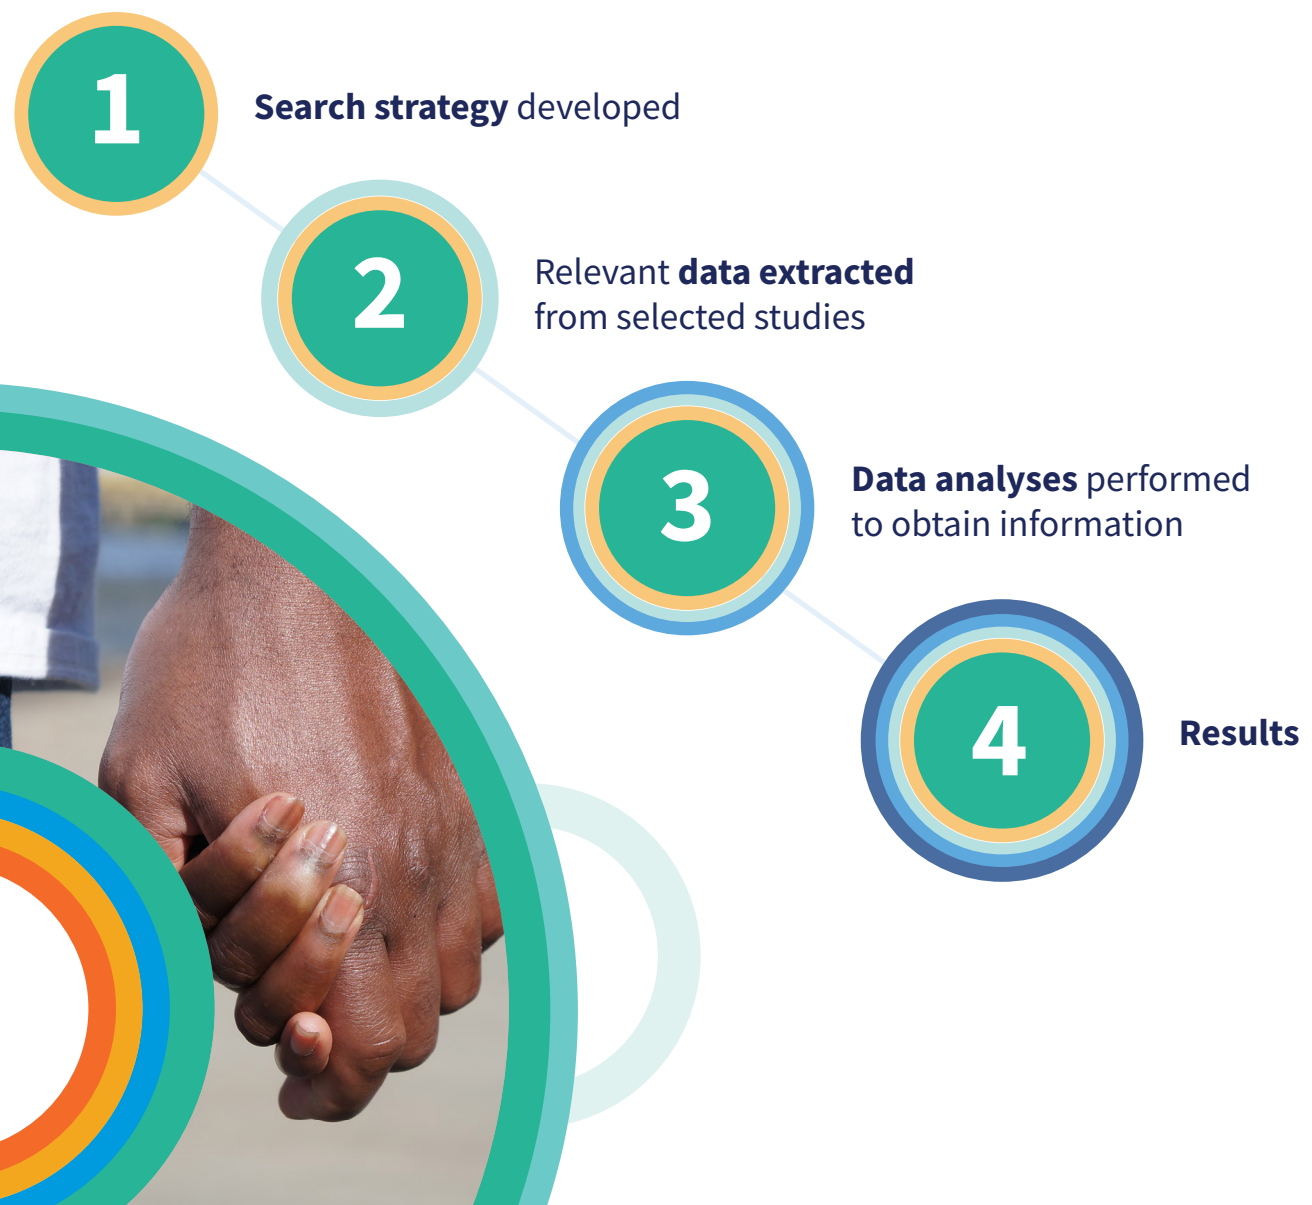 1
Search strategy developed
2
Relevant data extracted
from selected studies
3
Data analyses performed
to obtain information
4
Results